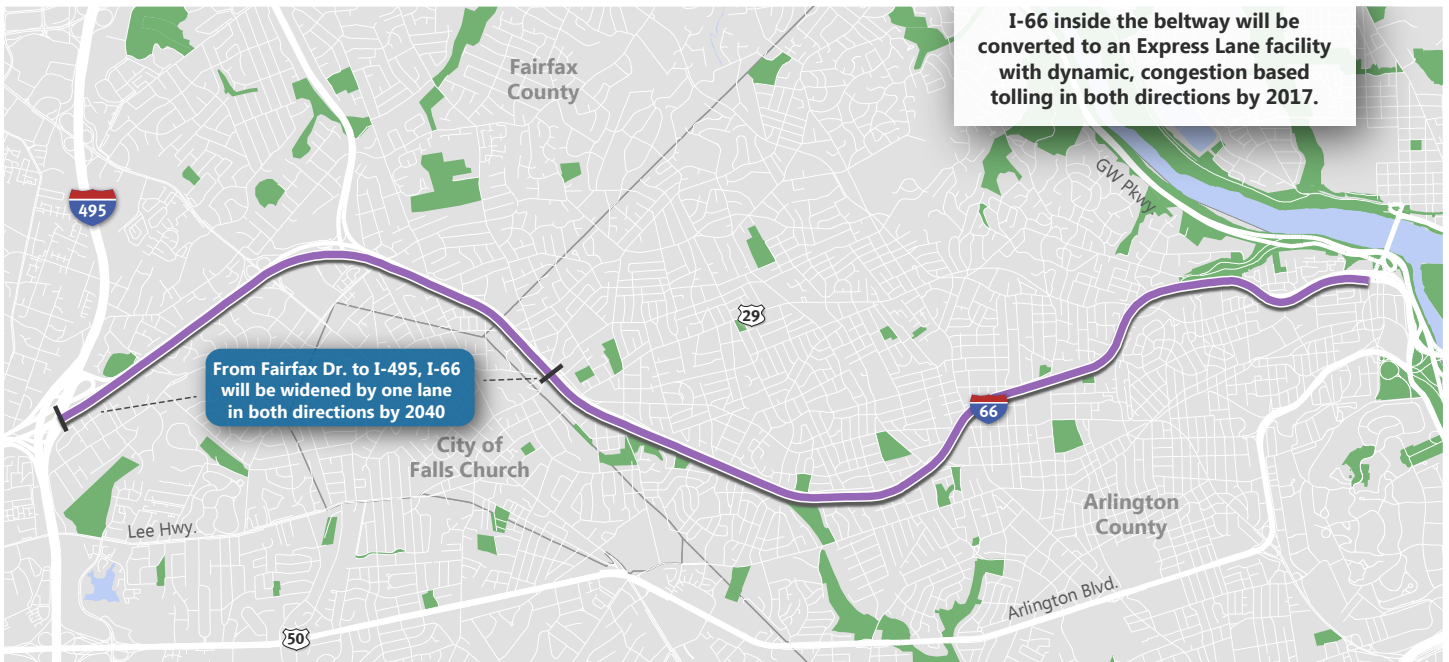 I-66 inside the beltway will be
converted to an Express Lane facility
with dynamic, congestion based
tolling in both directions by 2017.
Fairfax
County
GW Pkwy.
495
29
From Fairfax Dr. to I-495, I-66
will be widened by one lane
in both directions by 2040
66
City of
Falls Church
Arlington
County
Lee Hwy.
Arlington Blvd.
50